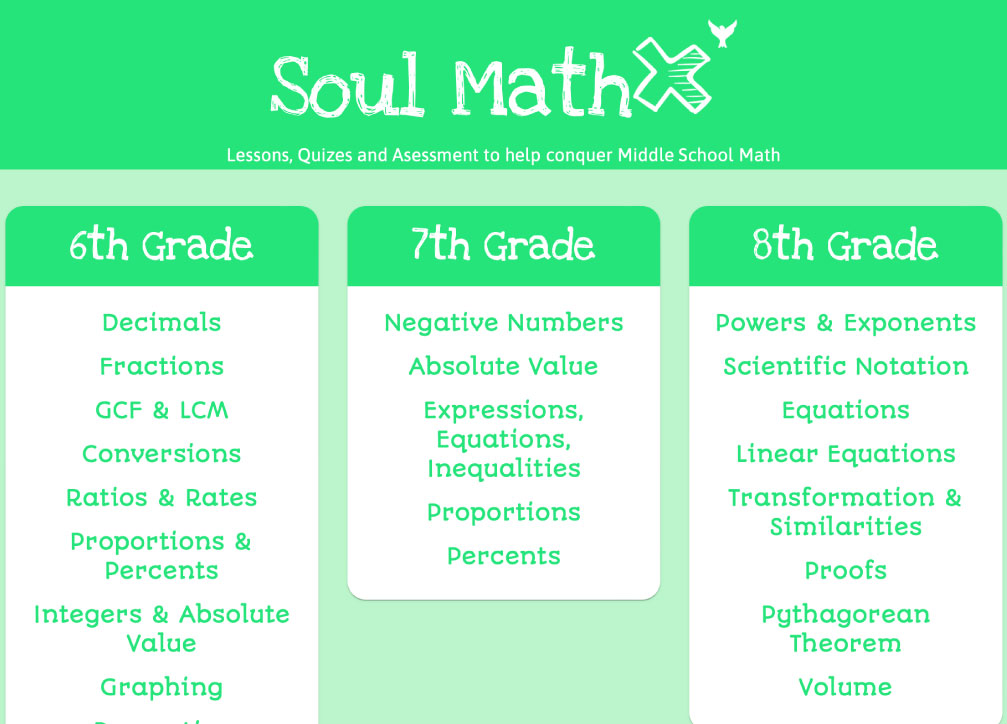 Soul Math
Lessons, Quizes and Asessment to help conquer Middle School Math
6th Grade
Decimals
Fractions
GCF & LCM
Conversions
Ratios & Rates
Proportions &
Percents
Integers & Absolute
Value
Graphing
7th Grade
Negative Numbers
Absolute Value
Expressions,
Equations,
Inequalities
Proportions
Percents
8th Grade
Powers & Exponents
Scientific Notation
Equations
Linear Equations
Transformation &
Similarities
Proofs
Pythagorean
Theorem
Volume